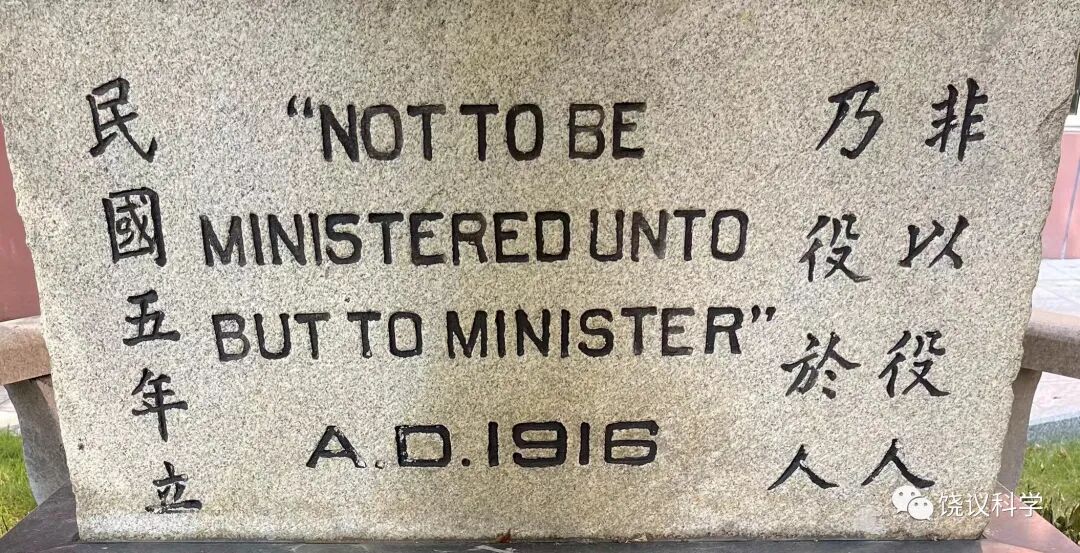 非以役人
乃役於人
"NOT TO BE
MINISTERED UNTO
BUT TO MINISTER"
A.D.1916
民國五年立
饶议科学